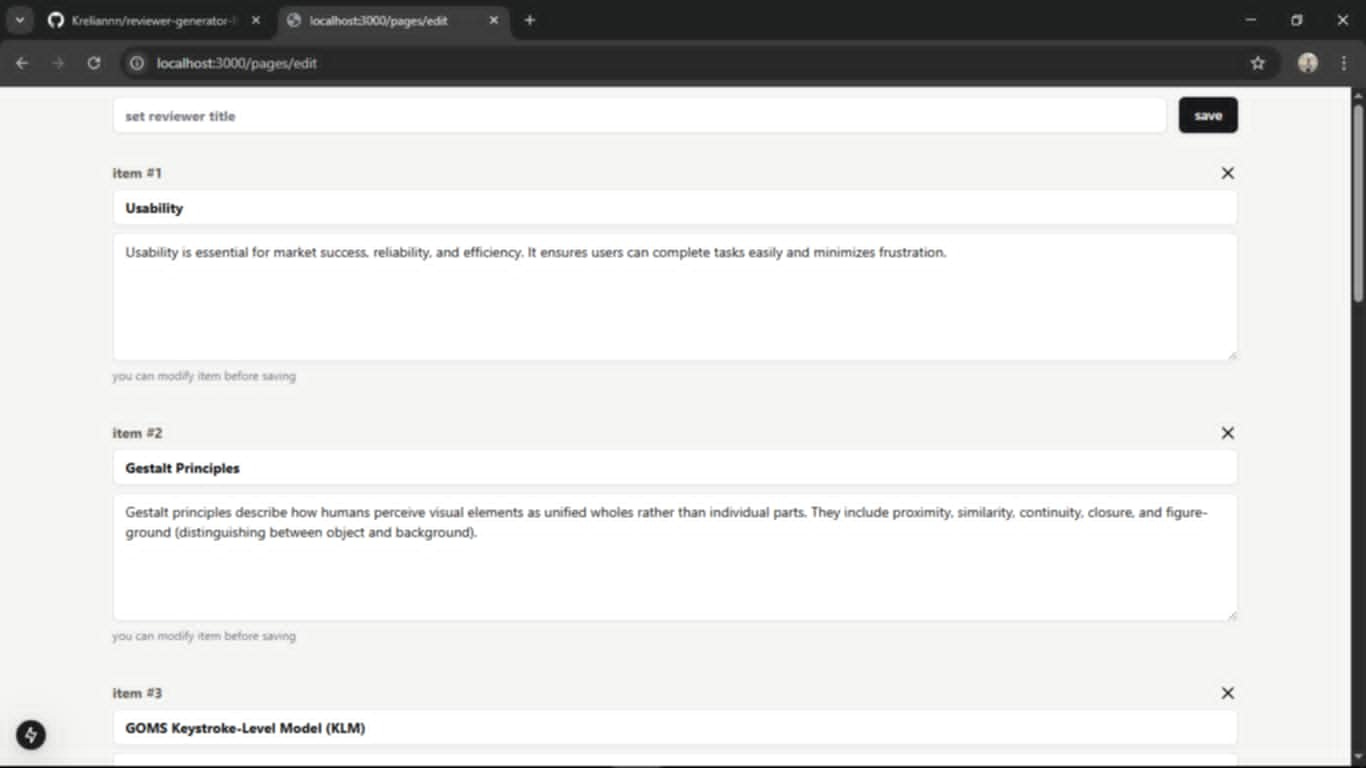 Kreliannn/reviewer-generator-
localhost:3000/pages/edit
localhost:3000/pages/edit
set reviewer title
save
item #1
Usability
Usability is essential for market success, reliability, and efficiency. It ensures users can complete tasks easily and minimizes frustration.
you can modify item before saving
item #2
Gestalt Principles
Gestalt principles describe how humans perceive visual elements as unified wholes rather than individual parts. They include proximity, similarity, continuity, closure, and figure-
ground (distinguishing between object and background).
you can modify item before saving
item #3
GOMS Keystroke-Level Model (KLM)